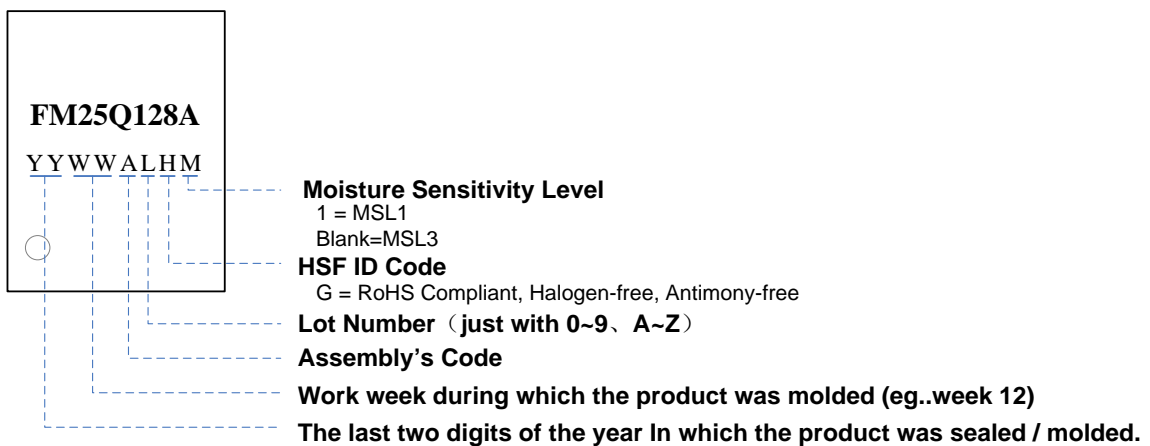 FM25Q128A
YYWWALHM
Moisture Sensitivity Level
1 = MSL1
Blank=MSL3
HSF ID Code
G = RoHS Compliant, Halogen-free, Antimony-free
Lot Number（just with 0~9、A~Z）
Assembly’s Code
Work week during which the product was molded (eg..week 12)
The last two digits of the year In which the product was sealed / molded.